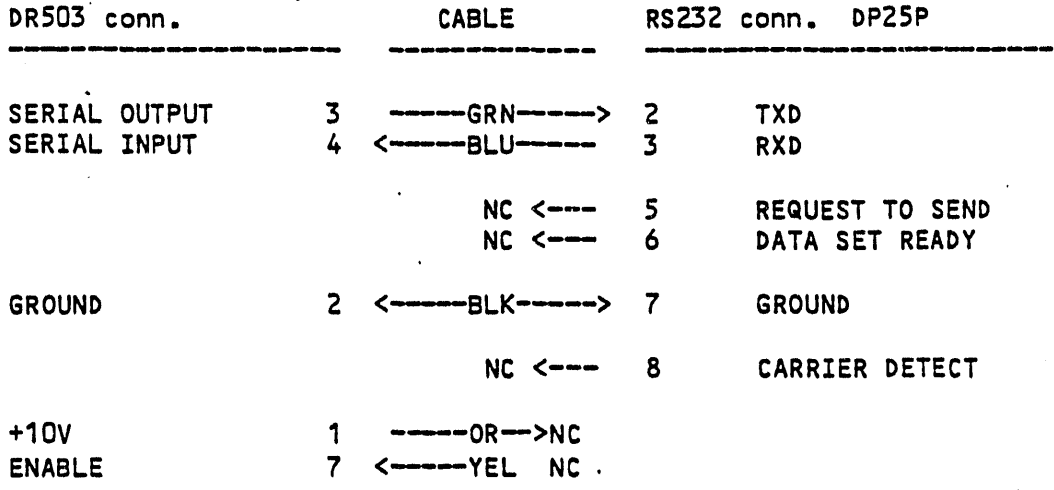 DR503 conn. CABLE RS232 conn. DP25P
---------------------- -------------- ---------------------------
SERIAL OUTPUT 3 -----GRN-----> 2 TXD
SERIAL INPUT 4 <-----BLU----- 3 RXD
NC <--- 5 REQUEST TO SEND
NC <--- 6 DATA SET READY
GROUND 2 <-----BLK-----> 7 GROUND
NC <--- 8 CARRIER DETECT
+10V 1 -----OR-->NC
ENABLE 7 <-----YEL NC